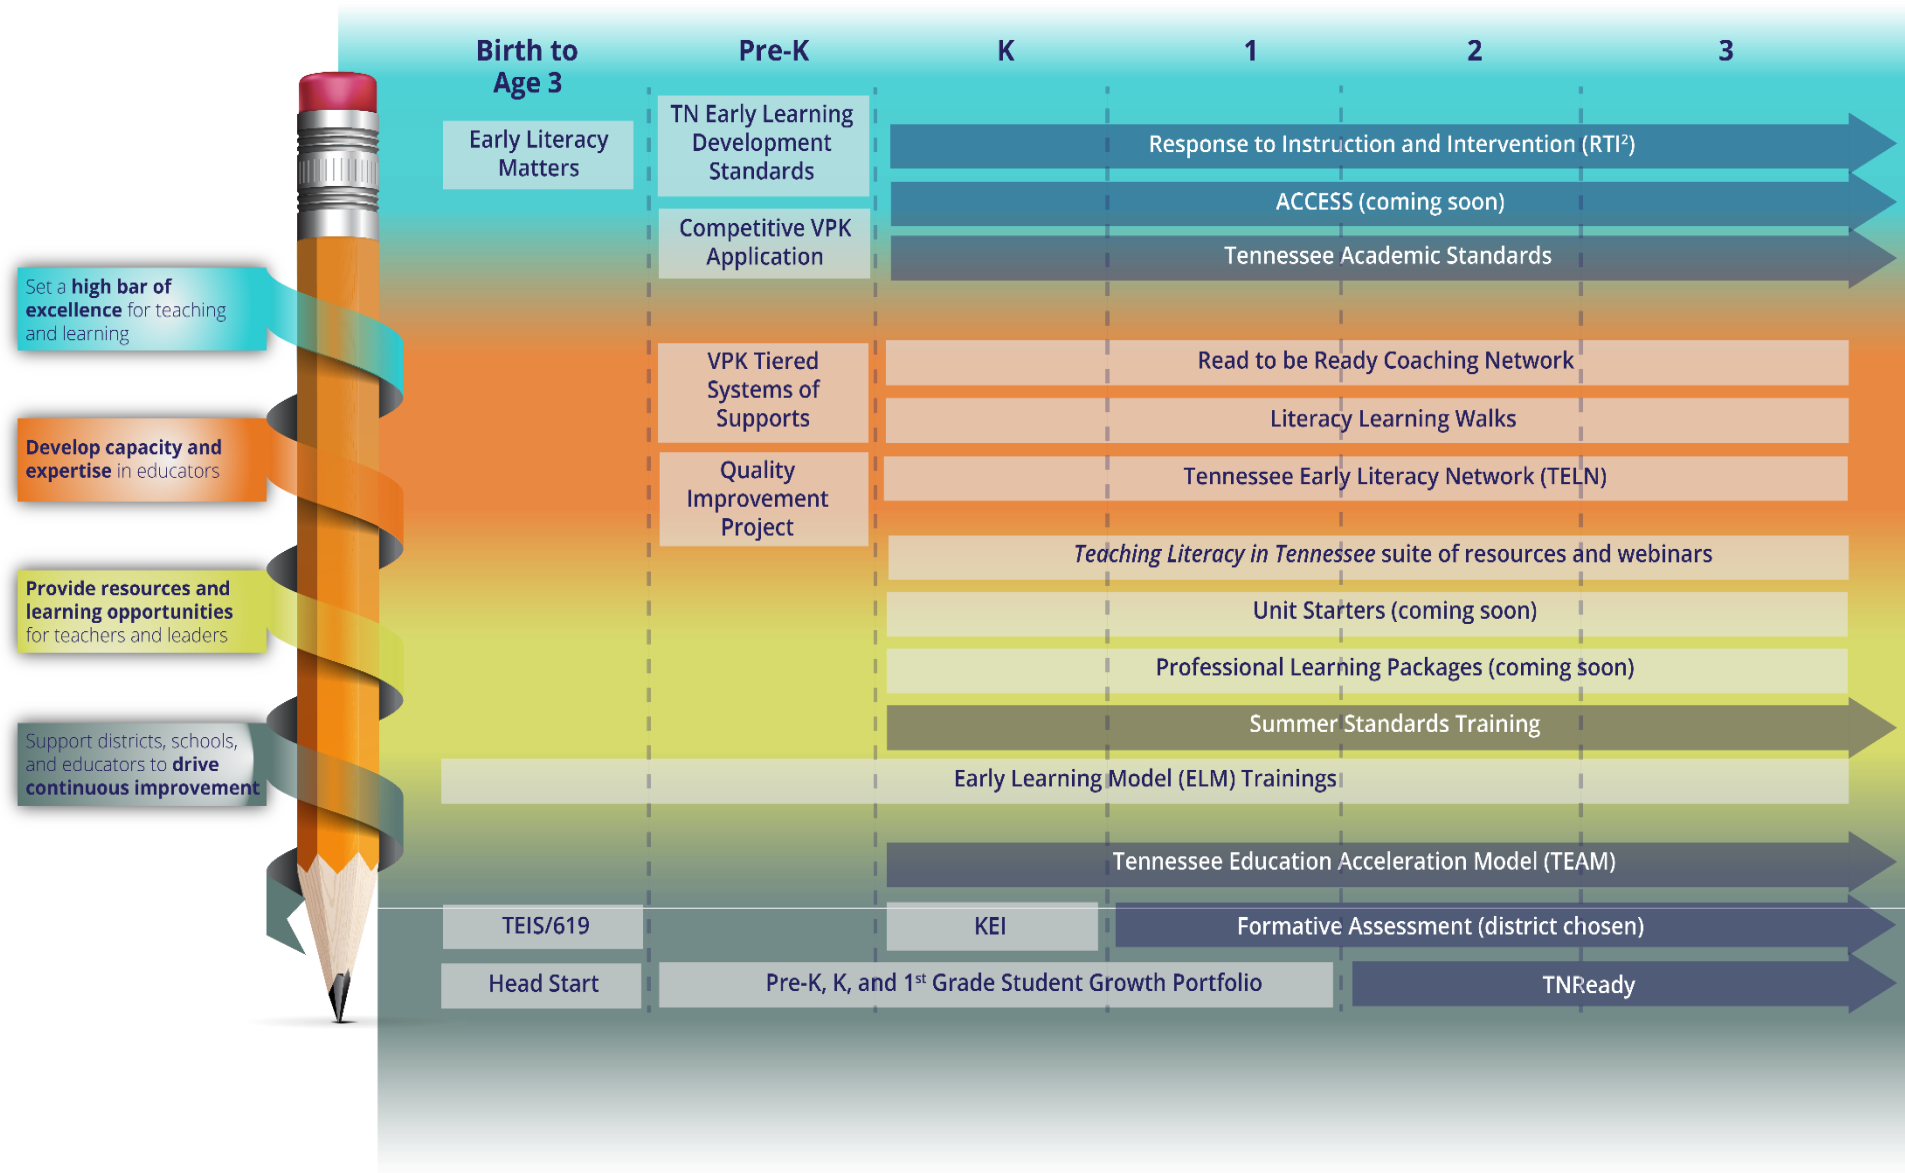 Birth to
Age 3
Pre-K
K
1
2
3
Early Literacy
Matters
TN Early Learning
Development
Standards
Response to Instruction and Intervention (RTI²)
ACCESS (coming soon)
Competitive VPK
Application
Tennessee Academic Standards
Set a high bar of
excellence for teaching
and learning
VPK Tiered
Systems of
Supports
Read to be Ready Coaching Network
Literacy Learning Walks
Develop capacity and
expertise in educators
Quality
Improvement
Project
Tennessee Early Literacy Network (TELN)
Teaching Literacy in Tennessee suite of resources and webinars
Provide resources and
learning opportunities
for teachers and leaders
Unit Starters (coming soon)
Professional Learning Packages (coming soon)
Summer Standards Training
Support districts, schools,
and educators to drive
continuous improvement
Early Learning Model (ELM) Trainings
Tennessee Education Acceleration Model (TEAM)
TEIS/619
KEI
Formative Assessment (district chosen)
Head Start
Pre-K, K, and 1st Grade Student Growth Portfolio
TNReady